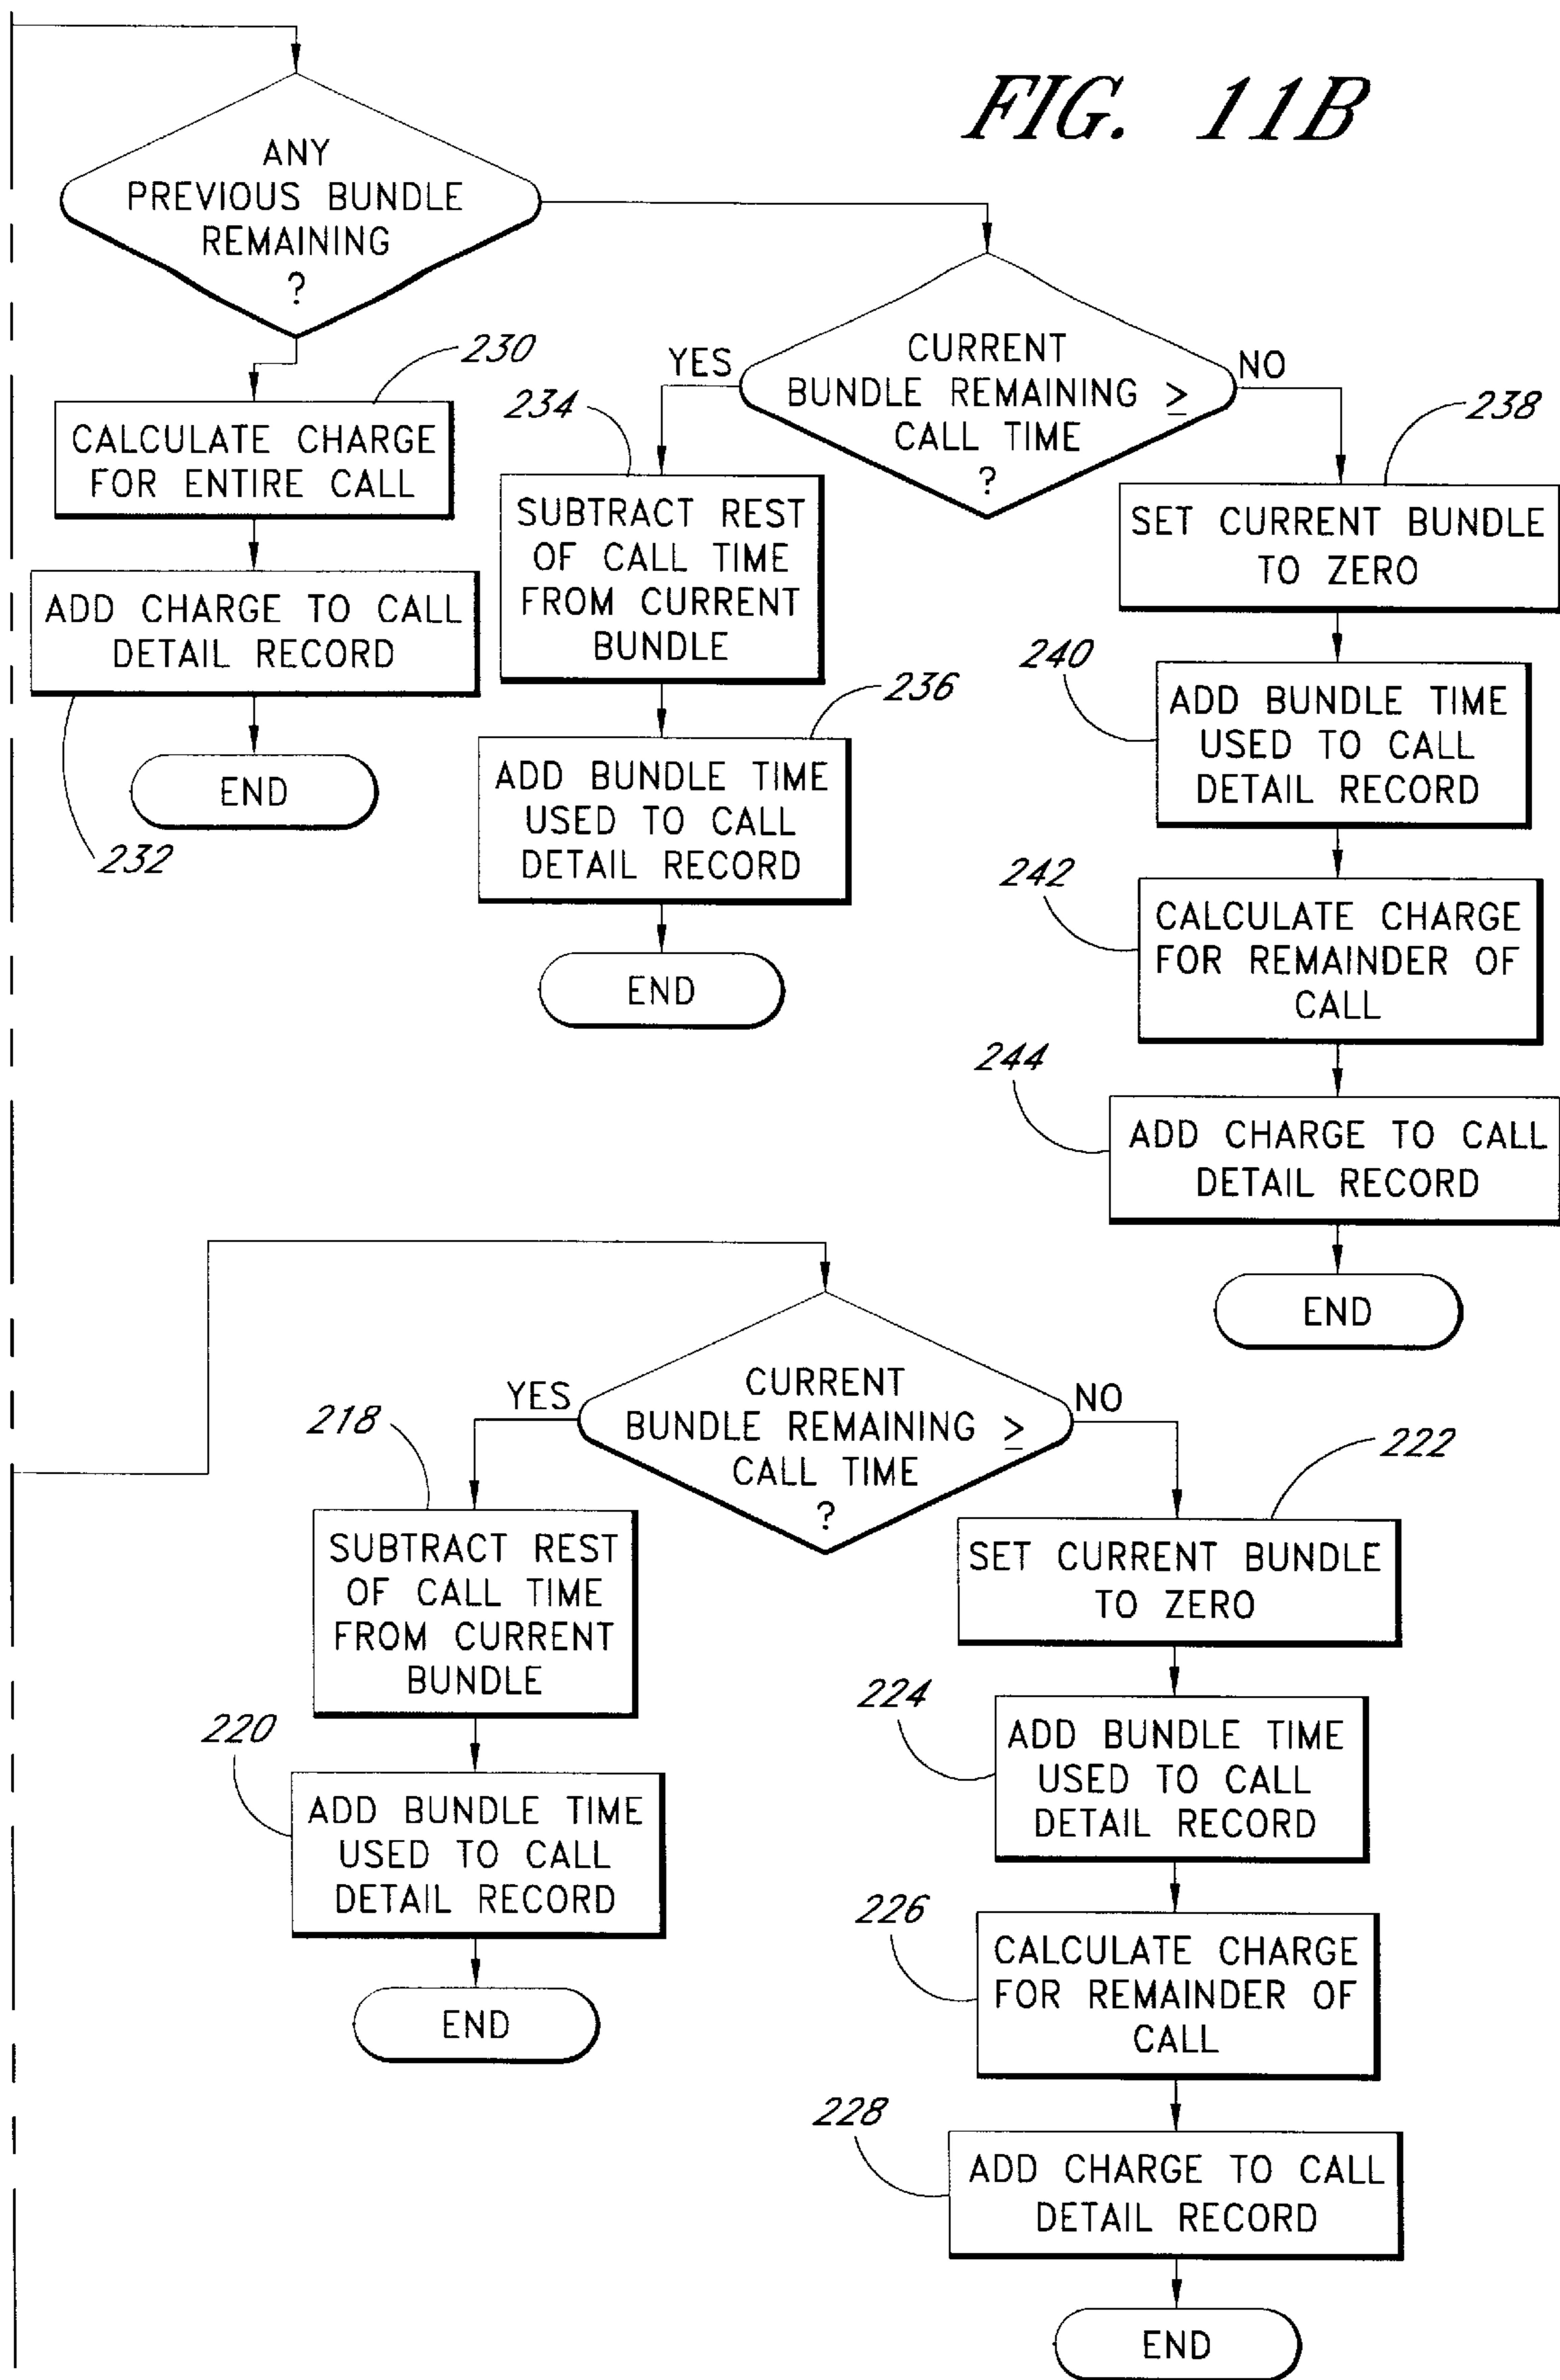 FIG. 11B
ANY
PREVIOUS BUNDLE
REMAINING
?
230
CALCULATE CHARGE
FOR ENTIRE CALL
ADD CHARGE TO CALL
DETAIL RECORD
232
END
CURRENT
BUNDLE REMAINING ≥
CALL TIME
?
YES
NO
234
SUBTRACT REST
OF CALL TIME
FROM CURRENT
BUNDLE
236
ADD BUNDLE TIME
USED TO CALL
DETAIL RECORD
END
238
SET CURRENT BUNDLE
TO ZERO
240
ADD BUNDLE TIME
USED TO CALL
DETAIL RECORD
242
CALCULATE CHARGE
FOR REMAINDER OF
CALL
244
ADD CHARGE TO CALL
DETAIL RECORD
END
CURRENT
BUNDLE REMAINING ≥
CALL TIME
?
YES
NO
218
SUBTRACT REST
OF CALL TIME
FROM CURRENT
BUNDLE
220
ADD BUNDLE TIME
USED TO CALL
DETAIL RECORD
END
222
SET CURRENT BUNDLE
TO ZERO
224
ADD BUNDLE TIME
USED TO CALL
DETAIL RECORD
226
CALCULATE CHARGE
FOR REMAINDER OF
CALL
228
ADD CHARGE TO CALL
DETAIL RECORD
END